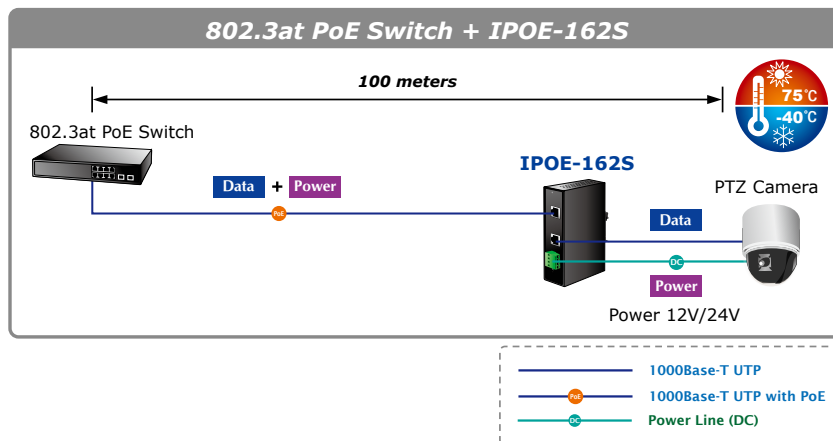 802.3at PoE Switch + IPOE-162S
100 meters
75°C
-40°C
802.3at PoE Switch
IPOE-162S
PTZ Camera
Data + Power
PoE
Data
DC
Power
Power 12V/24V
1000Base-T UTP
PoE
1000Base-T UTP with PoE
DC
Power Line (DC)